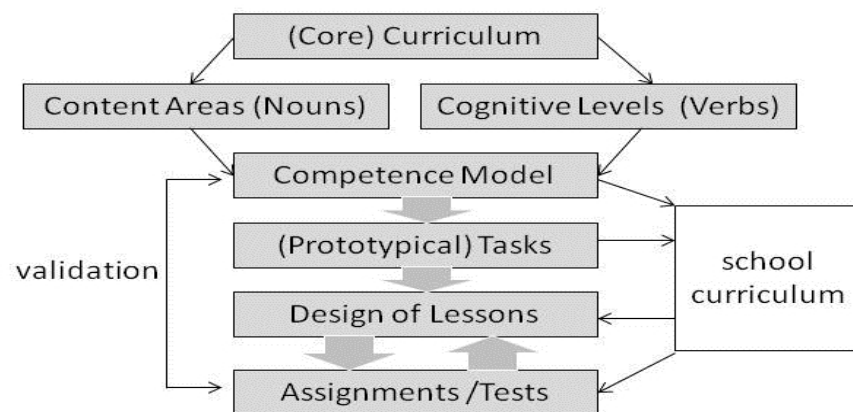 (Core) Curriculum
Content Areas (Nouns)
Cognitive Levels (Verbs)
Competence Model
(Prototypical) Tasks
validation
school
curriculum
Design of Lessons
Assignments /Tests